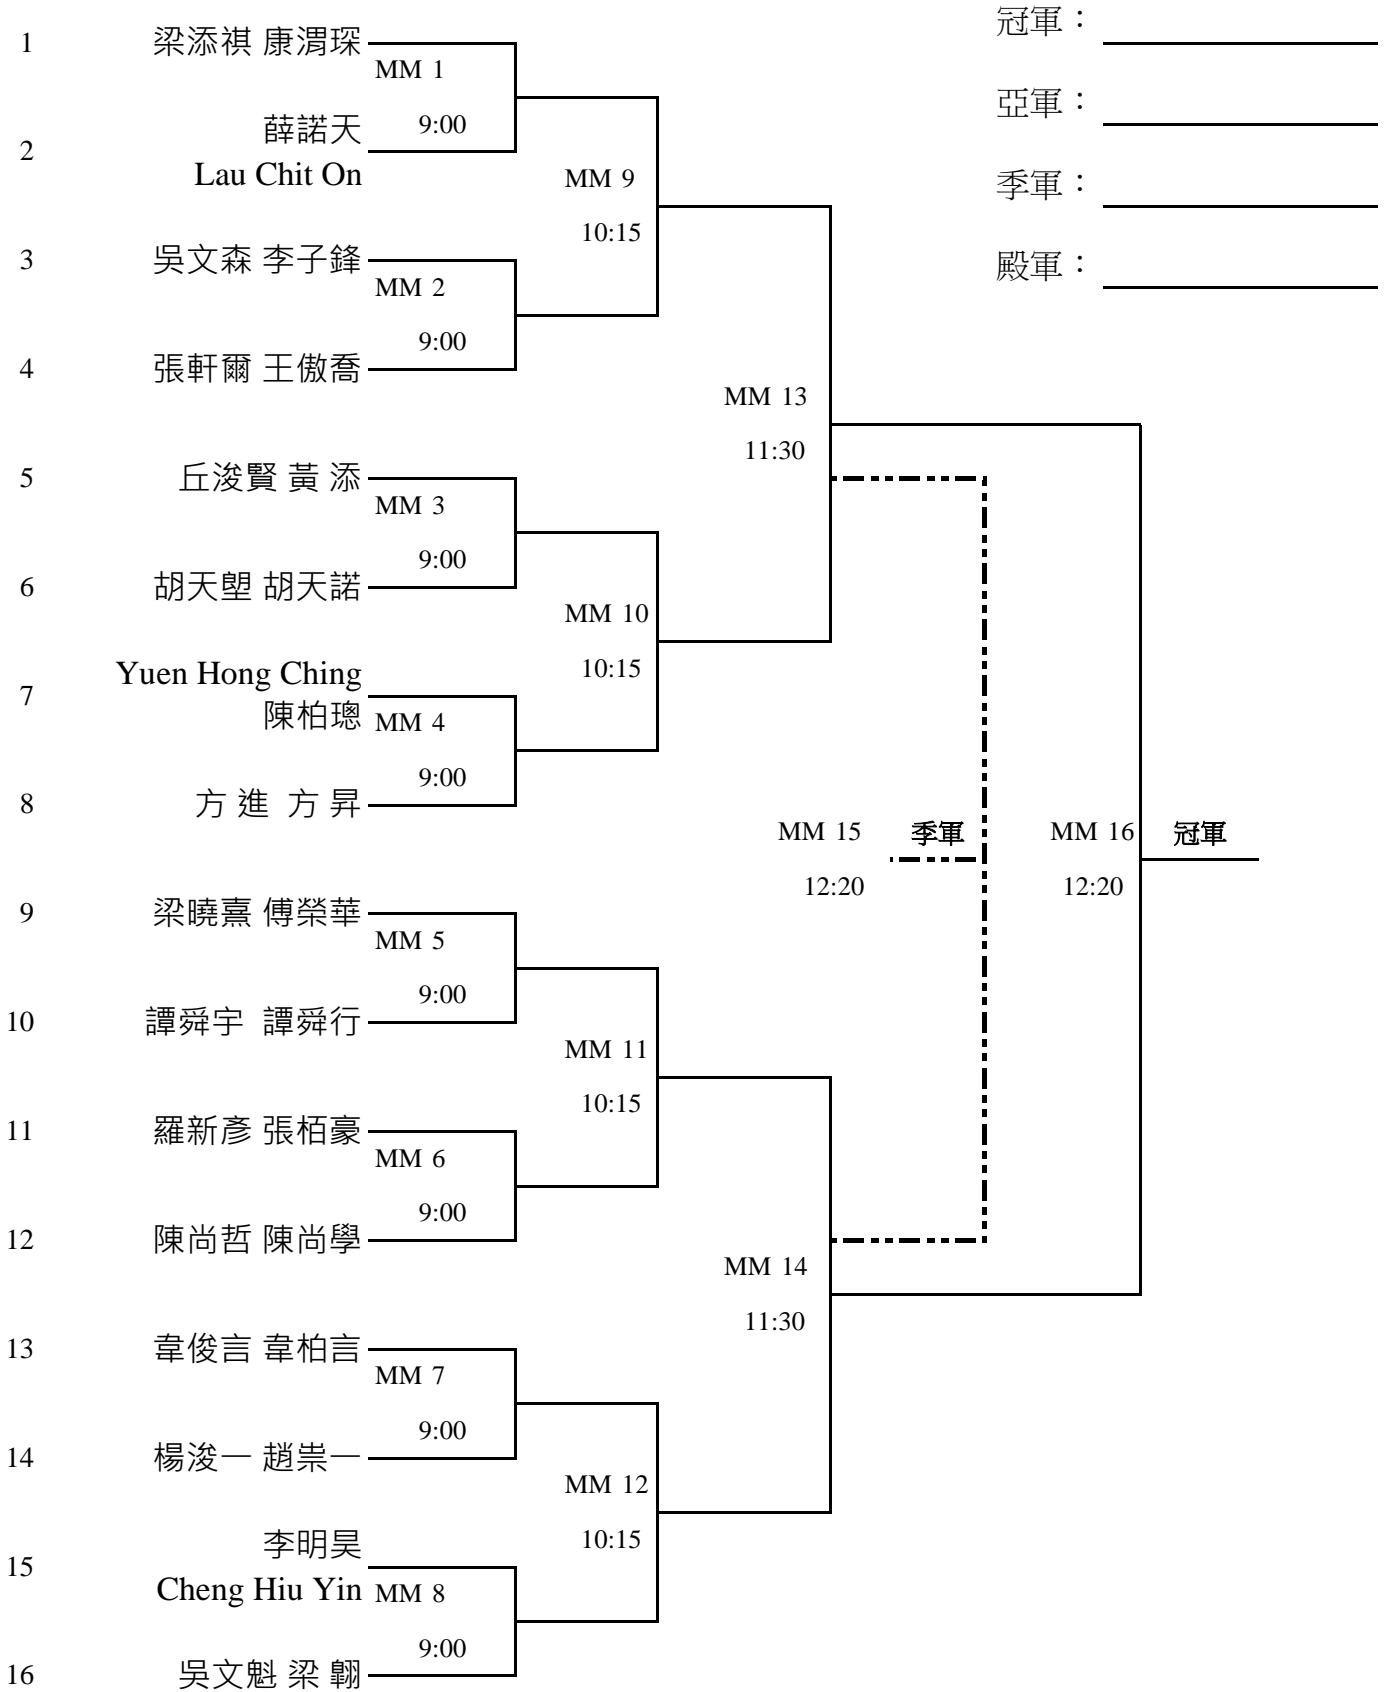 1 梁添祺 康渭琛
冠軍：
MM 1
亞軍：
薛諾天
9:00
2
Lau Chit On
MM 9
季軍：
10:15
3 吳文森 李子鋒
殿軍：
MM 2
9:00
4 張軒爾 王傲喬
MM 13
11:30
5 丘浚賢 黃 添
MM 3
9:00
6 胡天塱 胡天諾
MM 10
Yuen Hong Ching
10:15
7
陳柏璁
MM 4
9:00
8 方 進 方 昇
MM 15 季軍
MM 16 冠軍
12:20
12:20
9 梁曉熹 傅榮華
MM 5
9:00
10 譚舜宇 譚舜行
MM 11
10:15
11 羅新彥 張栢豪
MM 6
9:00
12 陳尚哲 陳尚學
MM 14
11:30
13 韋俊言 韋柏言
MM 7
9:00
14 楊浚一 趙祟一
MM 12
李明昊
10:15
15
Cheng Hiu Yin
MM 8
9:00
16 吳文魁 梁 翺